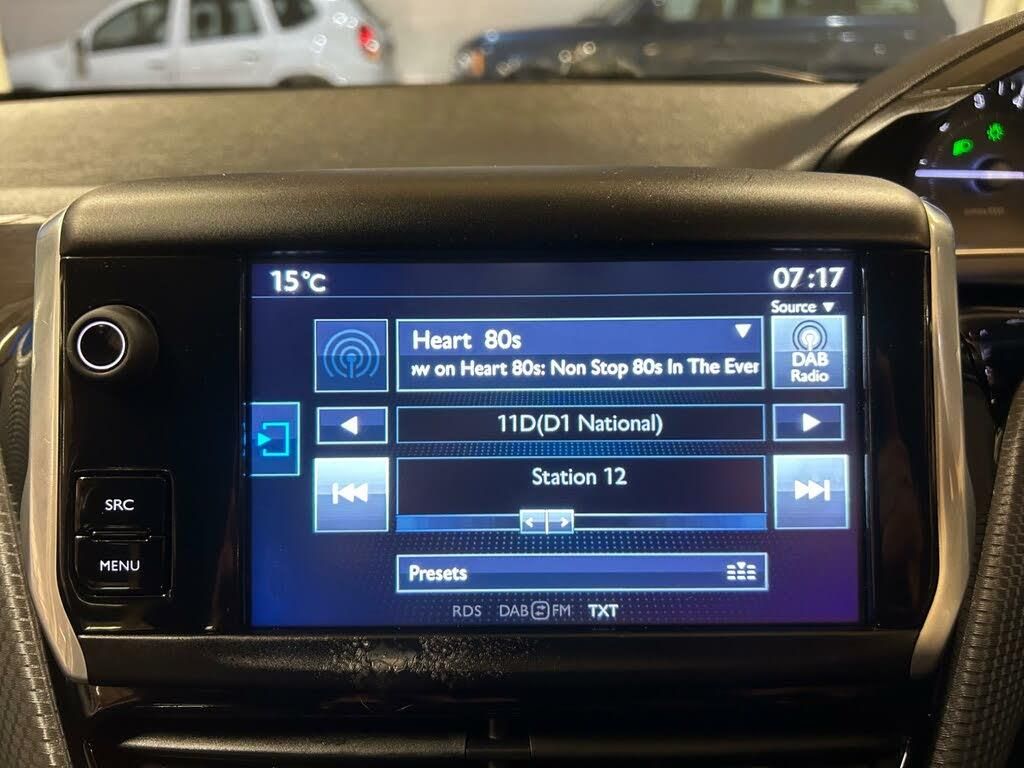 15°C
07:17
Source ▼
Heart 80s
ow on Heart 80s: Non Stop 80s In The Ever
DAB
Radio
11D(D1 National)
Station 12
SRC
MENU
Presets
RDS DAB FM TXT